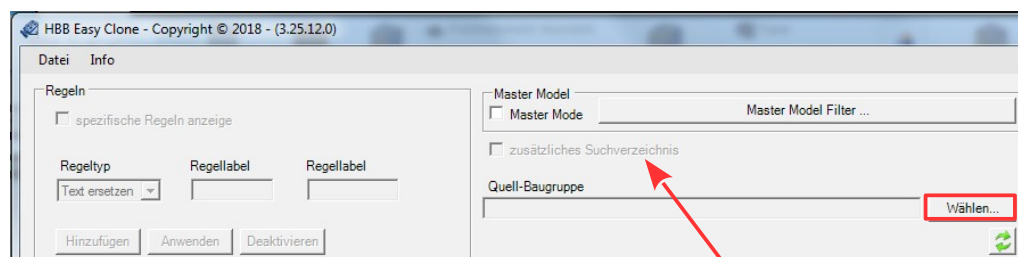 HBB Easy Clone - Copyright © 2018 - (3.25.12.0)
Datei Info
Regeln
spezifische Regeln anzeige
Regeltyp Regellabel Regellabel
Text ersetzen
Hinzufügen Anwenden Deaktivieren
Master Model
Master Mode Master Model Filter ...
zusätzliches Suchverzeichnis
Quell-Baugruppe
Wählen...